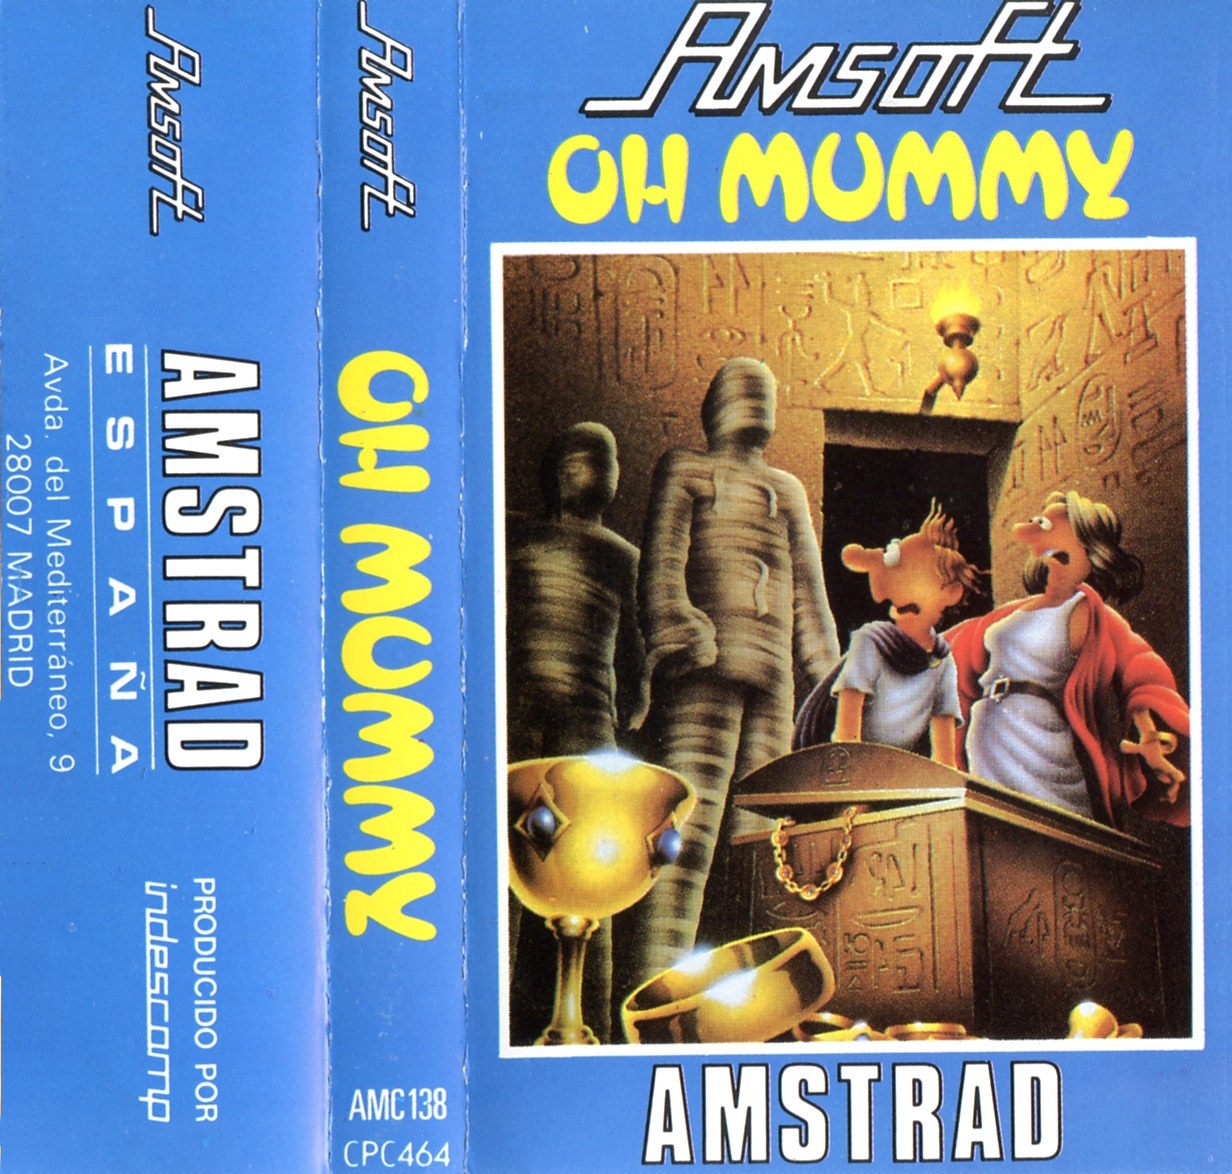 Amsoft
AMSTRAD
ESPAÑA
Avda. del Mediterráneo, 9
28007 MADRID
PRODUCIDO POR
indescomp
Amsoft
OH MUMMY
AMC138
CPC464
Amsoft
OH MUMMY
AMSTRAD